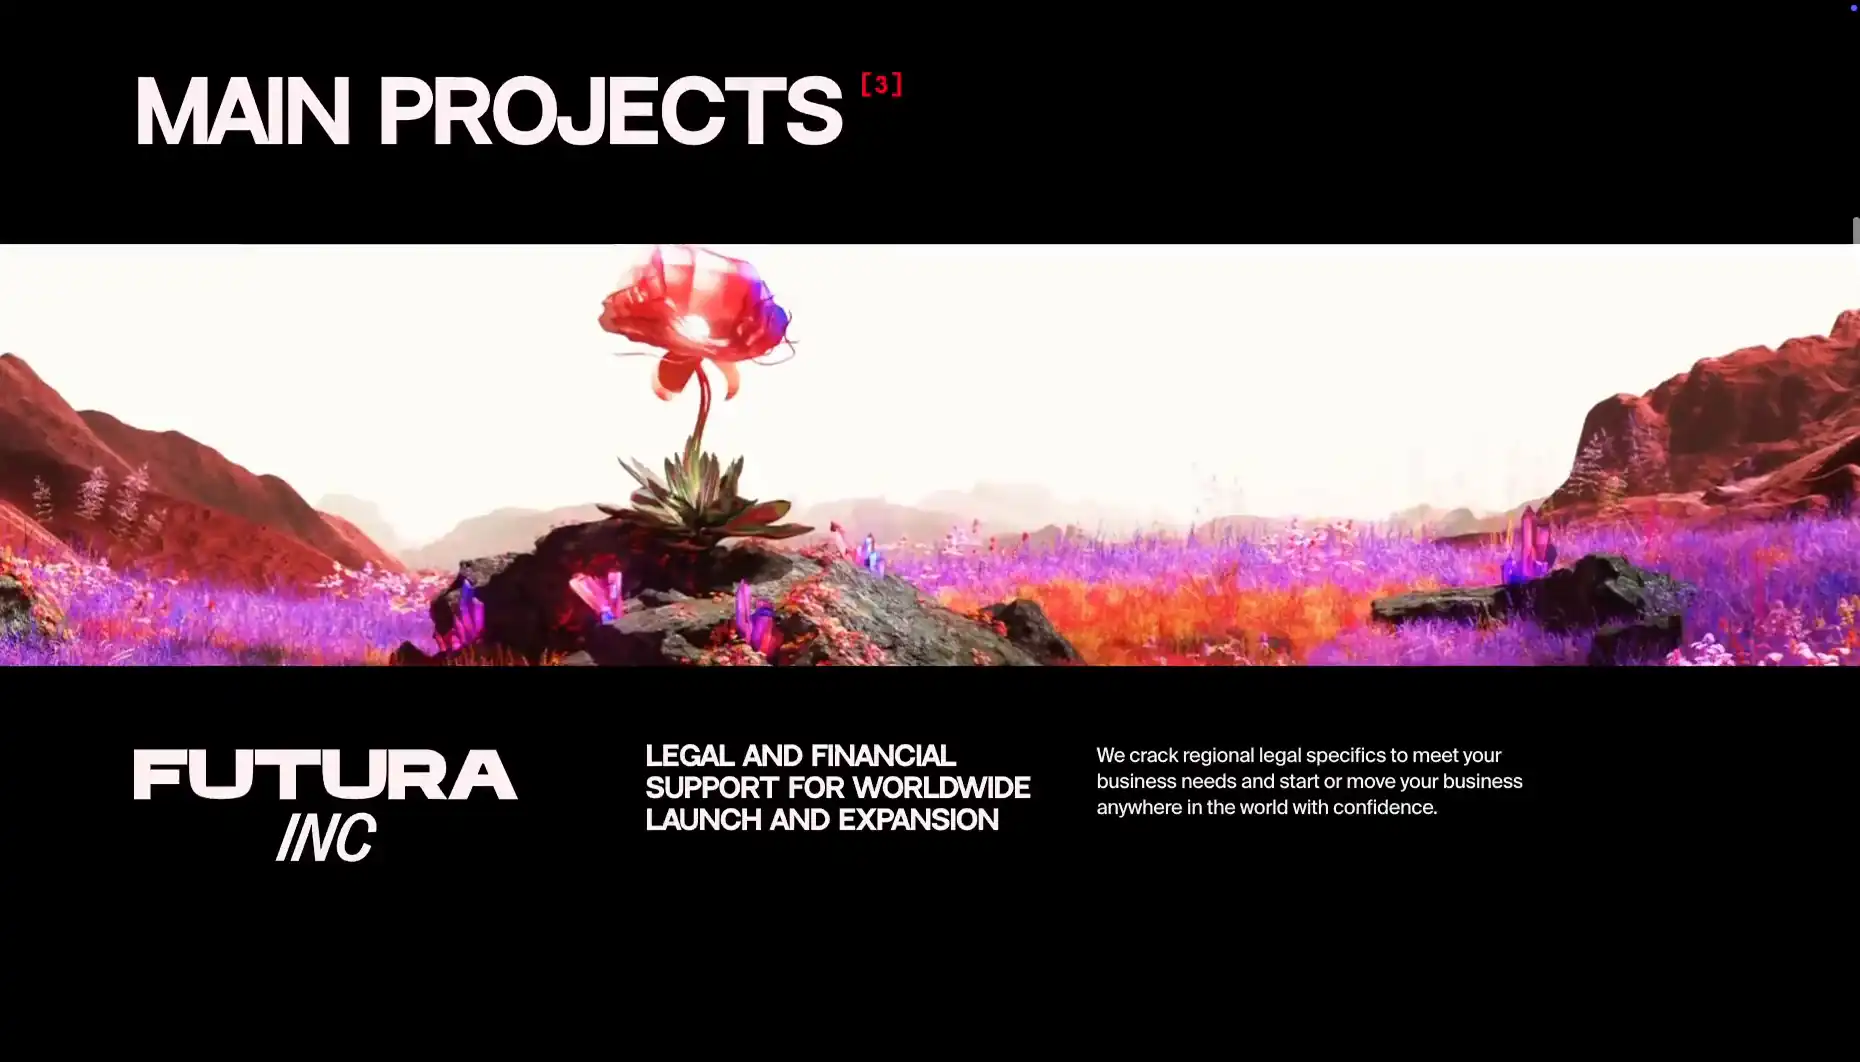 MAIN PROJECTS [3]
FUTURA
INC
LEGAL AND FINANCIAL
SUPPORT FOR WORLDWIDE
LAUNCH AND EXPANSION
We crack regional legal specifics to meet your
business needs and start or move your business
anywhere in the world with confidence.